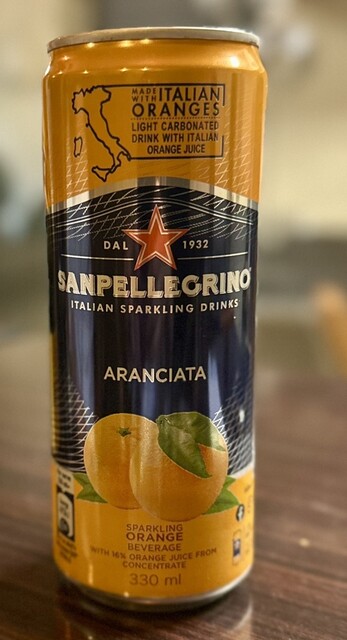 MADE WITH ITALIAN
ORANGES
LIGHT CARBONATED
DRINK WITH ITALIAN
ORANGE JUICE
DAL 1932
SANPELLEGRINO
ITALIAN SPARKLING DRINKS
ARANCIATA
SPARKLING
ORANGE
BEVERAGE
WITH 16% ORANGE JUICE FROM
CONCENTRATE
330 ml